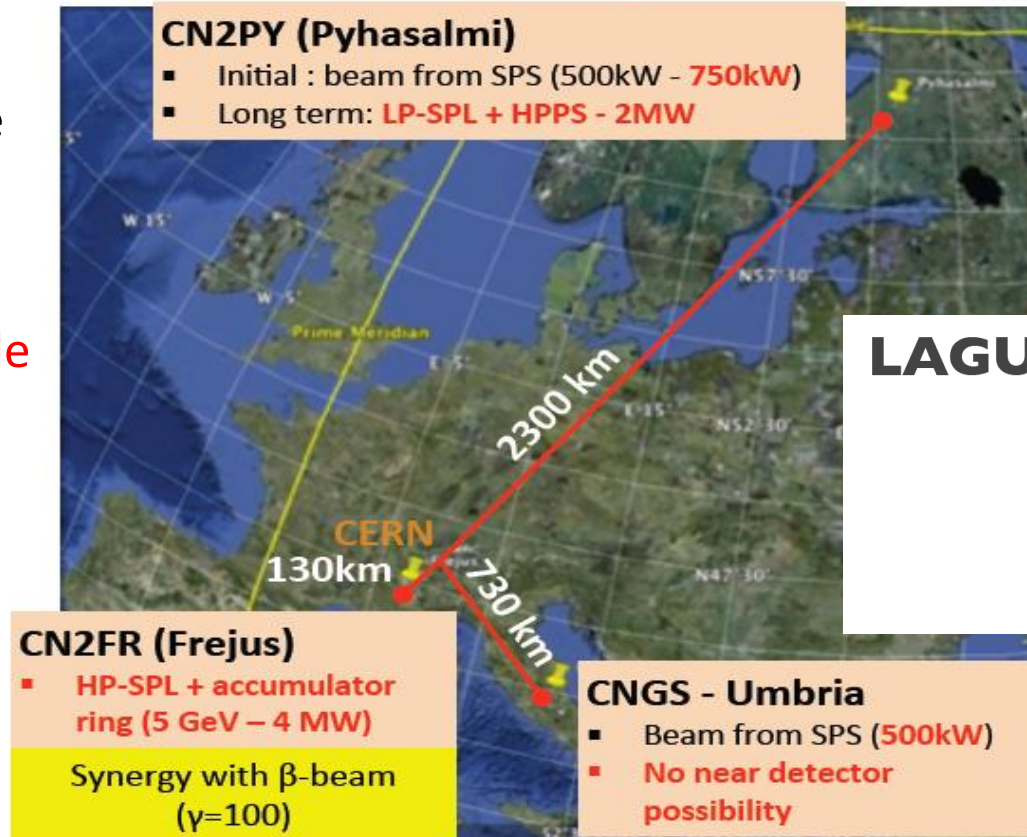 CN2PY (Pyhasalmi)
▪ Initial : beam from SPS (500kW - 750kW)
▪ Long term: LP-SPL + HPPS - 2MW
e
Pyhasalmi
W 15°
W 5°
N57°30'
Prime Meridian
e
E 5°
LAGU
2300 km
E 15°
N52°30'
CERN
130km
N47°30'
730 km
CN2FR (Frejus)
▪ HP-SPL + accumulator
ring (5 GeV – 4 MW)
Synergy with β-beam
(γ=100)
CNGS - Umbria
▪ Beam from SPS (500kW)
▪ No near detector
possibility